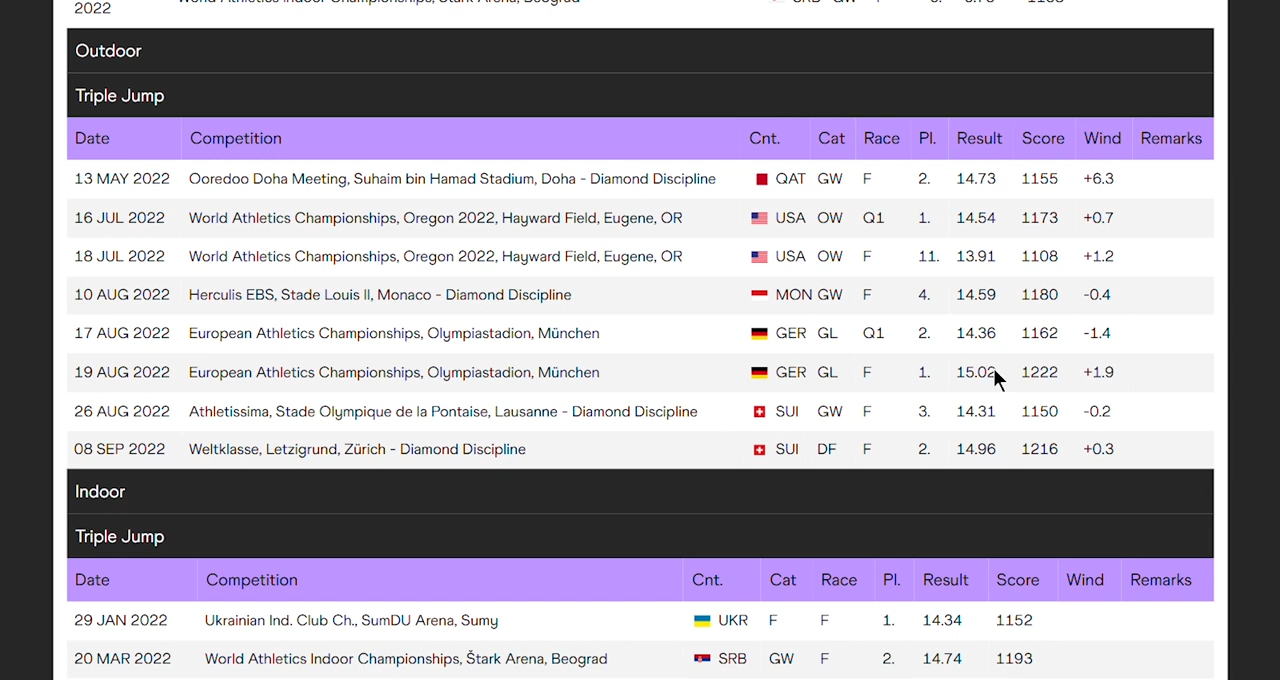 2022 World Athletics Indoor Championships, Štark Arena, Beograd SRB GW F
Outdoor
Triple Jump
Date Competition Cnt. Cat Race Pl. Result Score Wind Remarks
13 MAY 2022 Ooredoo Doha Meeting, Suhaim bin Hamad Stadium, Doha - Diamond Discipline QAT GW F 2. 14.73 1155 +6.3
16 JUL 2022 World Athletics Championships, Oregon 2022, Hayward Field, Eugene, OR USA OW Q1 1. 14.54 1173 +0.7
18 JUL 2022 World Athletics Championships, Oregon 2022, Hayward Field, Eugene, OR USA OW F 11. 13.91 1108 +1.2
10 AUG 2022 Herculis EBS, Stade Louis II, Monaco - Diamond Discipline MON GW F 4. 14.59 1180 -0.4
17 AUG 2022 European Athletics Championships, Olympiastadion, München GER GL Q1 2. 14.36 1162 -1.4
19 AUG 2022 European Athletics Championships, Olympiastadion, München GER GL F 1. 15.02 1222 +1.9
26 AUG 2022 Athletissima, Stade Olympique de la Pontaise, Lausanne - Diamond Discipline SUI GW F 3. 14.31 1150 -0.2
08 SEP 2022 Weltklasse, Letzigrund, Zürich - Diamond Discipline SUI DF F 2. 14.96 1216 +0.3
Indoor
Triple Jump
Date Competition Cnt. Cat Race Pl. Result Score Wind Remarks
29 JAN 2022 Ukrainian Ind. Club Ch., SumDU Arena, Sumy UKR F F 1. 14.34 1152
20 MAR 2022 World Athletics Indoor Championships, Štark Arena, Beograd SRB GW F 2. 14.74 1193